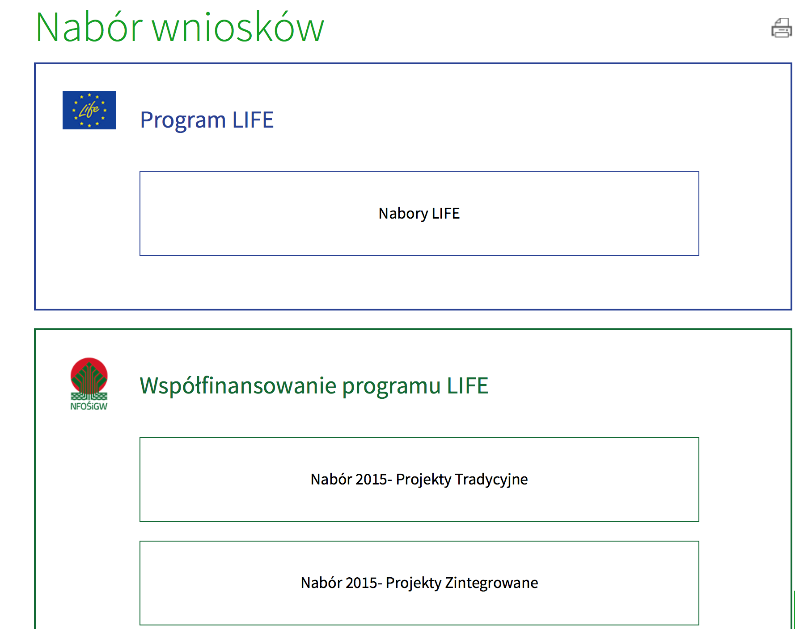 Nabór wniosków
Life
Program LIFE
Nabory LIFE
NFOŚiGW
Współfinansowanie programu LIFE
Nabór 2015- Projekty Tradycyjne
Nabór 2015- Projekty Zintegrowane